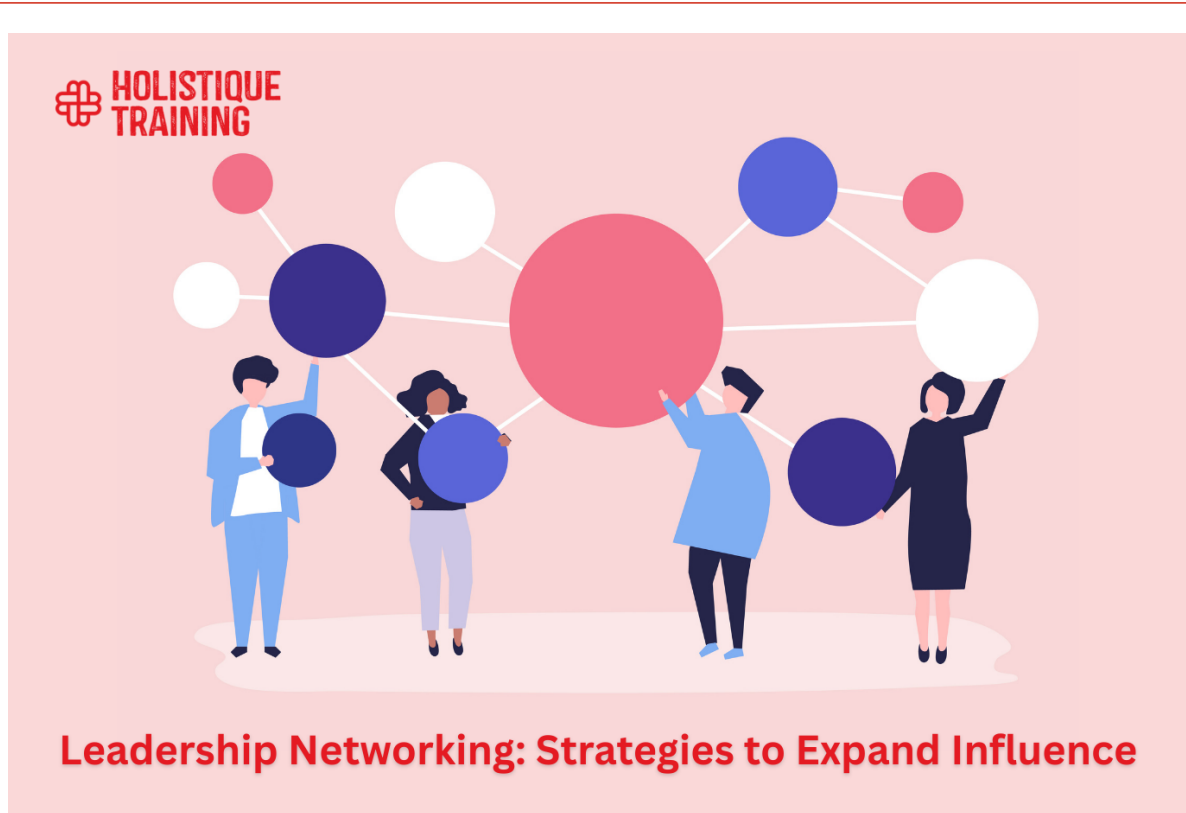 HOLISTIQUE
TRAINING
Leadership Networking: Strategies to Expand Influence